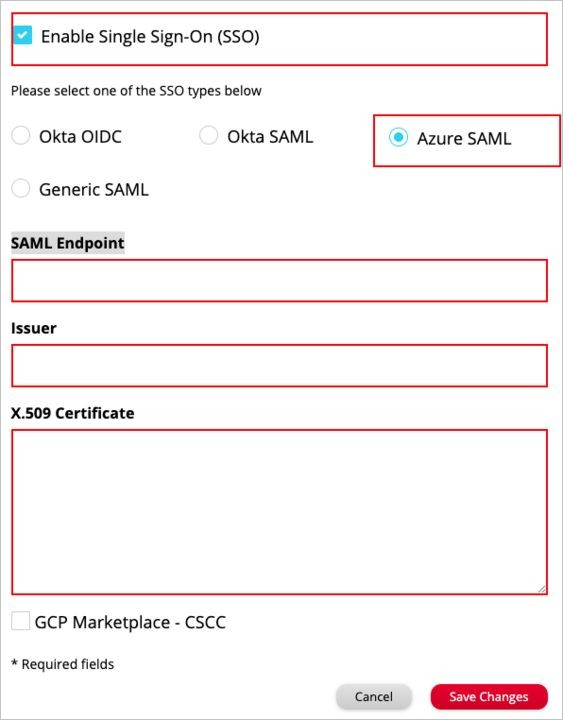 Enable Single Sign-On (SSO)
Please select one of the SSO types below
Okta OIDC
Okta SAML
Azure SAML
Generic SAML
SAML Endpoint
Issuer
X.509 Certificate
GCP Marketplace - CSCC
* Required fields
Cancel
Save Changes